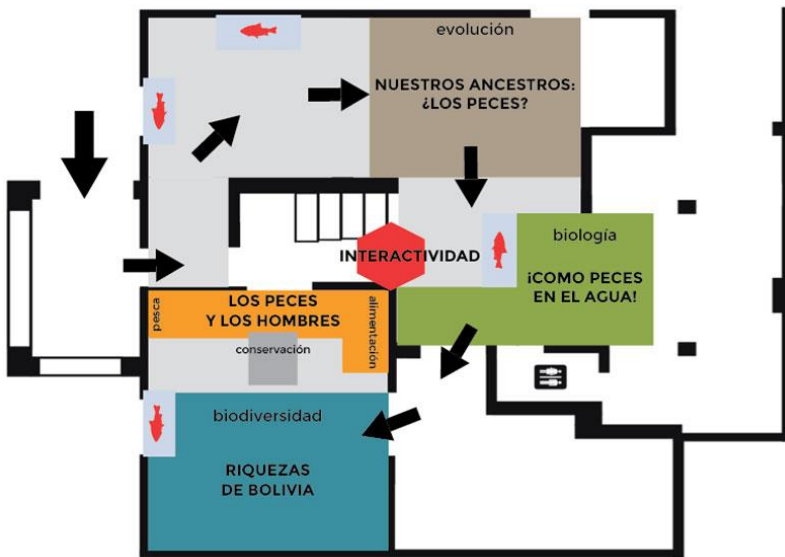 evolución
NUESTROS ANCESTROS:
¿LOS PECES?
INTERACTIVIDAD
biología
¡COMO PECES
EN EL AGUA!
pesca
LOS PECES
Y LOS HOMBRES
alimentación
conservación
biodiversidad
RIQUEZAS
DE BOLIVIA